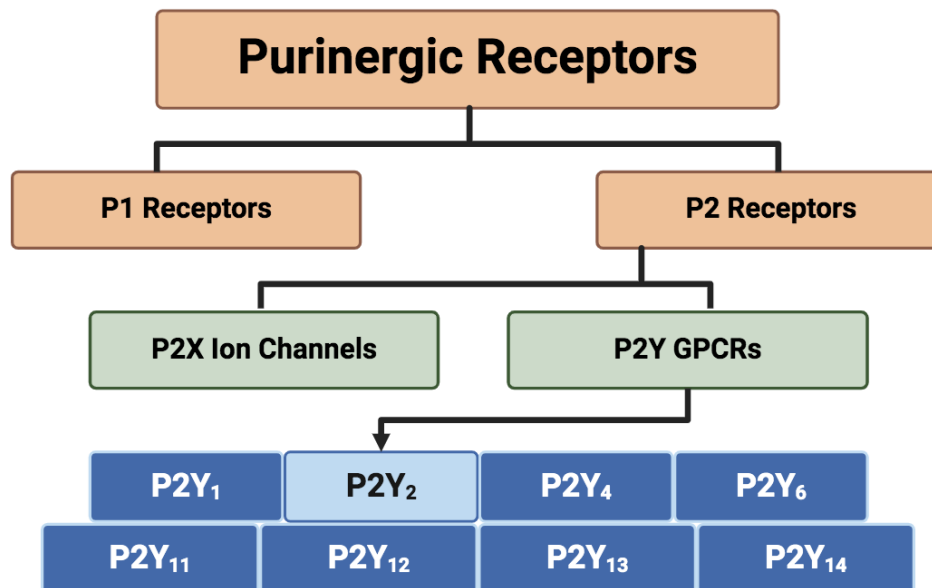 Purinergic Receptors
P1 Receptors
P2 Receptors
P2X Ion Channels
P2Y GPCRs
P2Y₁
P2Y₂
P2Y₄
P2Y₆
P2Y₁₁
P2Y₁₂
P2Y₁₃
P2Y₁₄